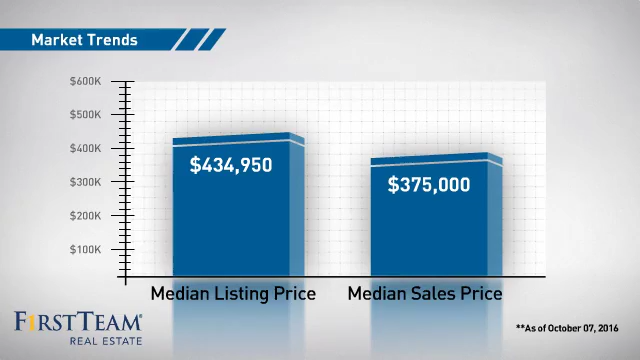 Market Trends
$600K
$500K
$400K
$300K
$200K
$100K
$434,950
$375,000
Median Listing Price
Median Sales Price
FIRSTTEAM®
REAL ESTATE
**As of October 07, 2016